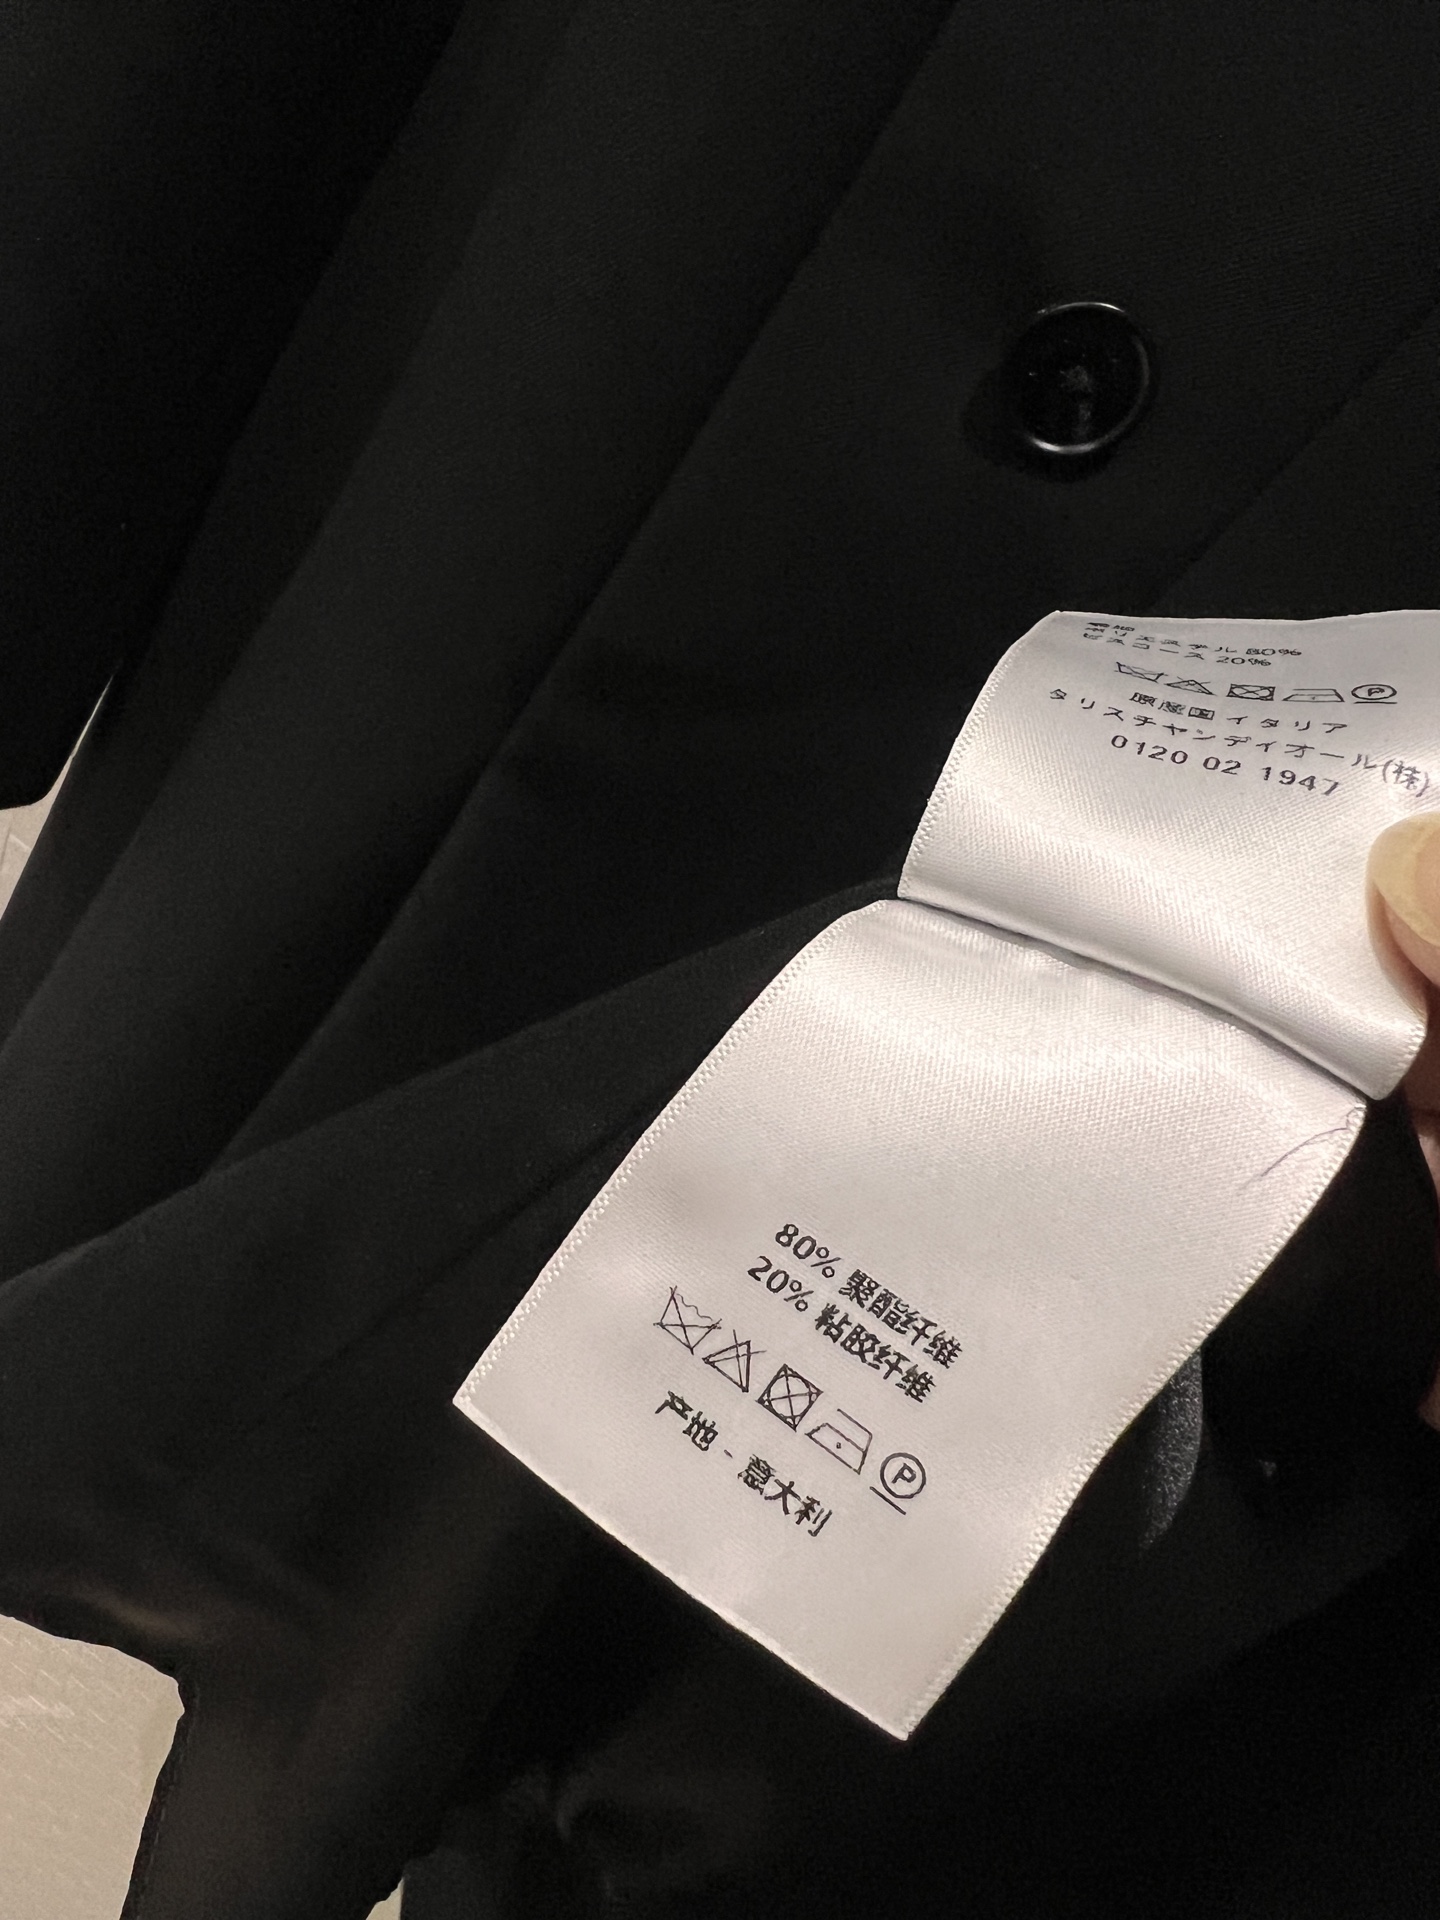 ポリエステル 80%
ビスコース 20%
P
原産国 イタリア
タリスチャンディオール(株)
0120 02 1947
80% 聚酯纤维
20% 粘胶纤维
P
产地 - 意大利